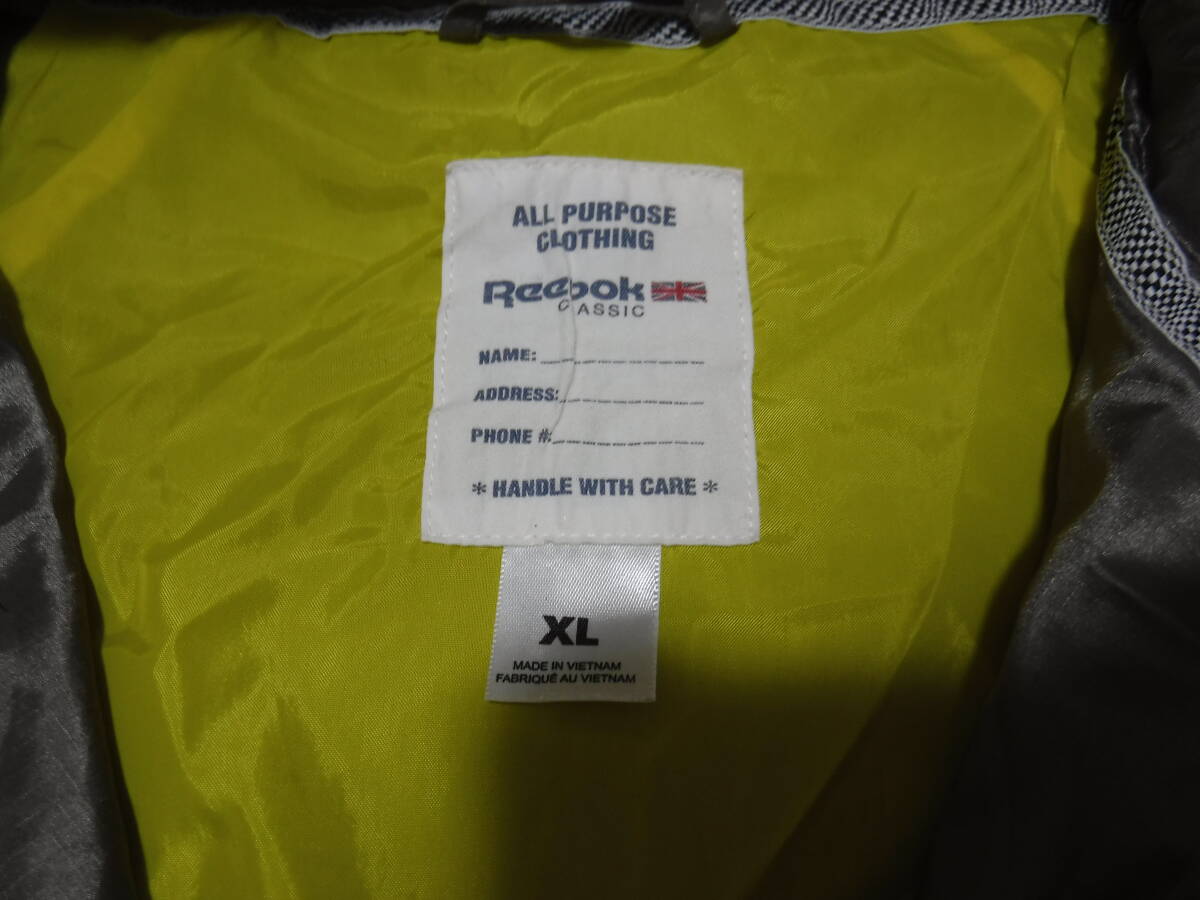 ALL PURPOSE
CLOTHING
Reebok
CLASSIC
NAME:
ADDRESS:
PHONE #:
* HANDLE WITH CARE *
XL
MADE IN VIETNAM
FABRIQUÉ AU VIETNAM